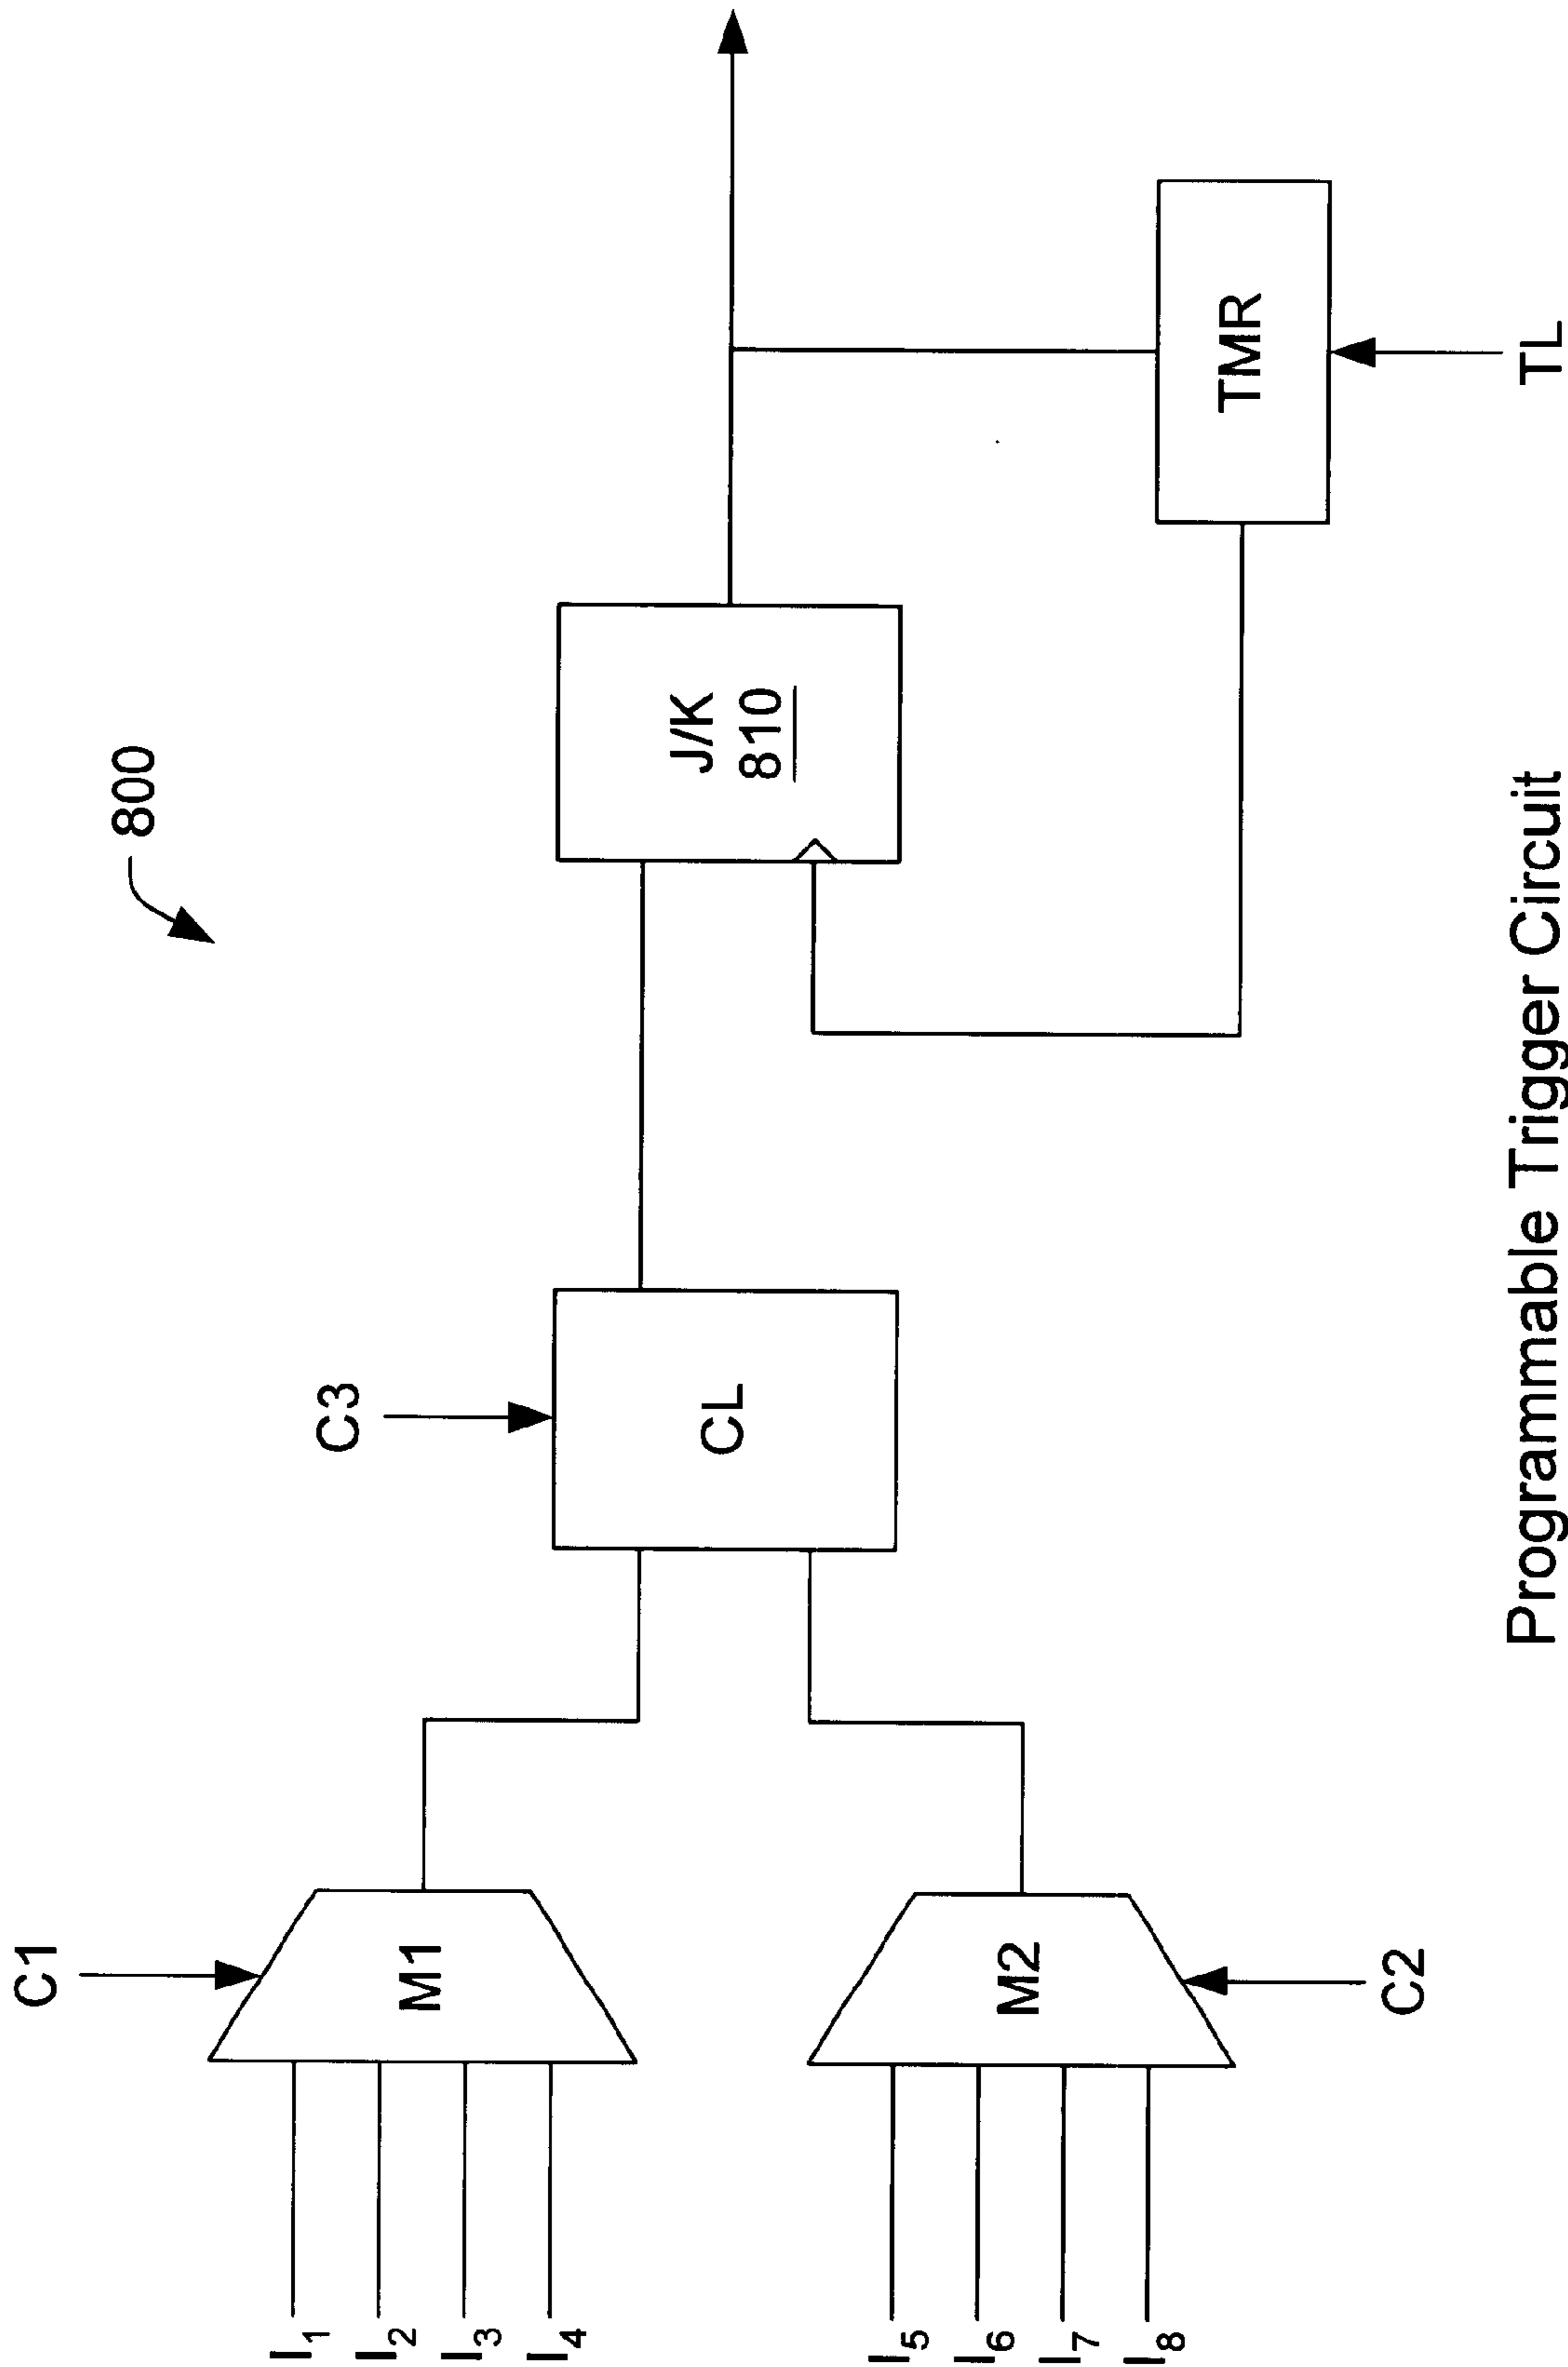 800
C1
I1
I2
I3
I4
M1
C3
CL
J/K
810
I5
I6
I7
I8
M2
C2
TMR
TL
Programmable Trigger Circuit